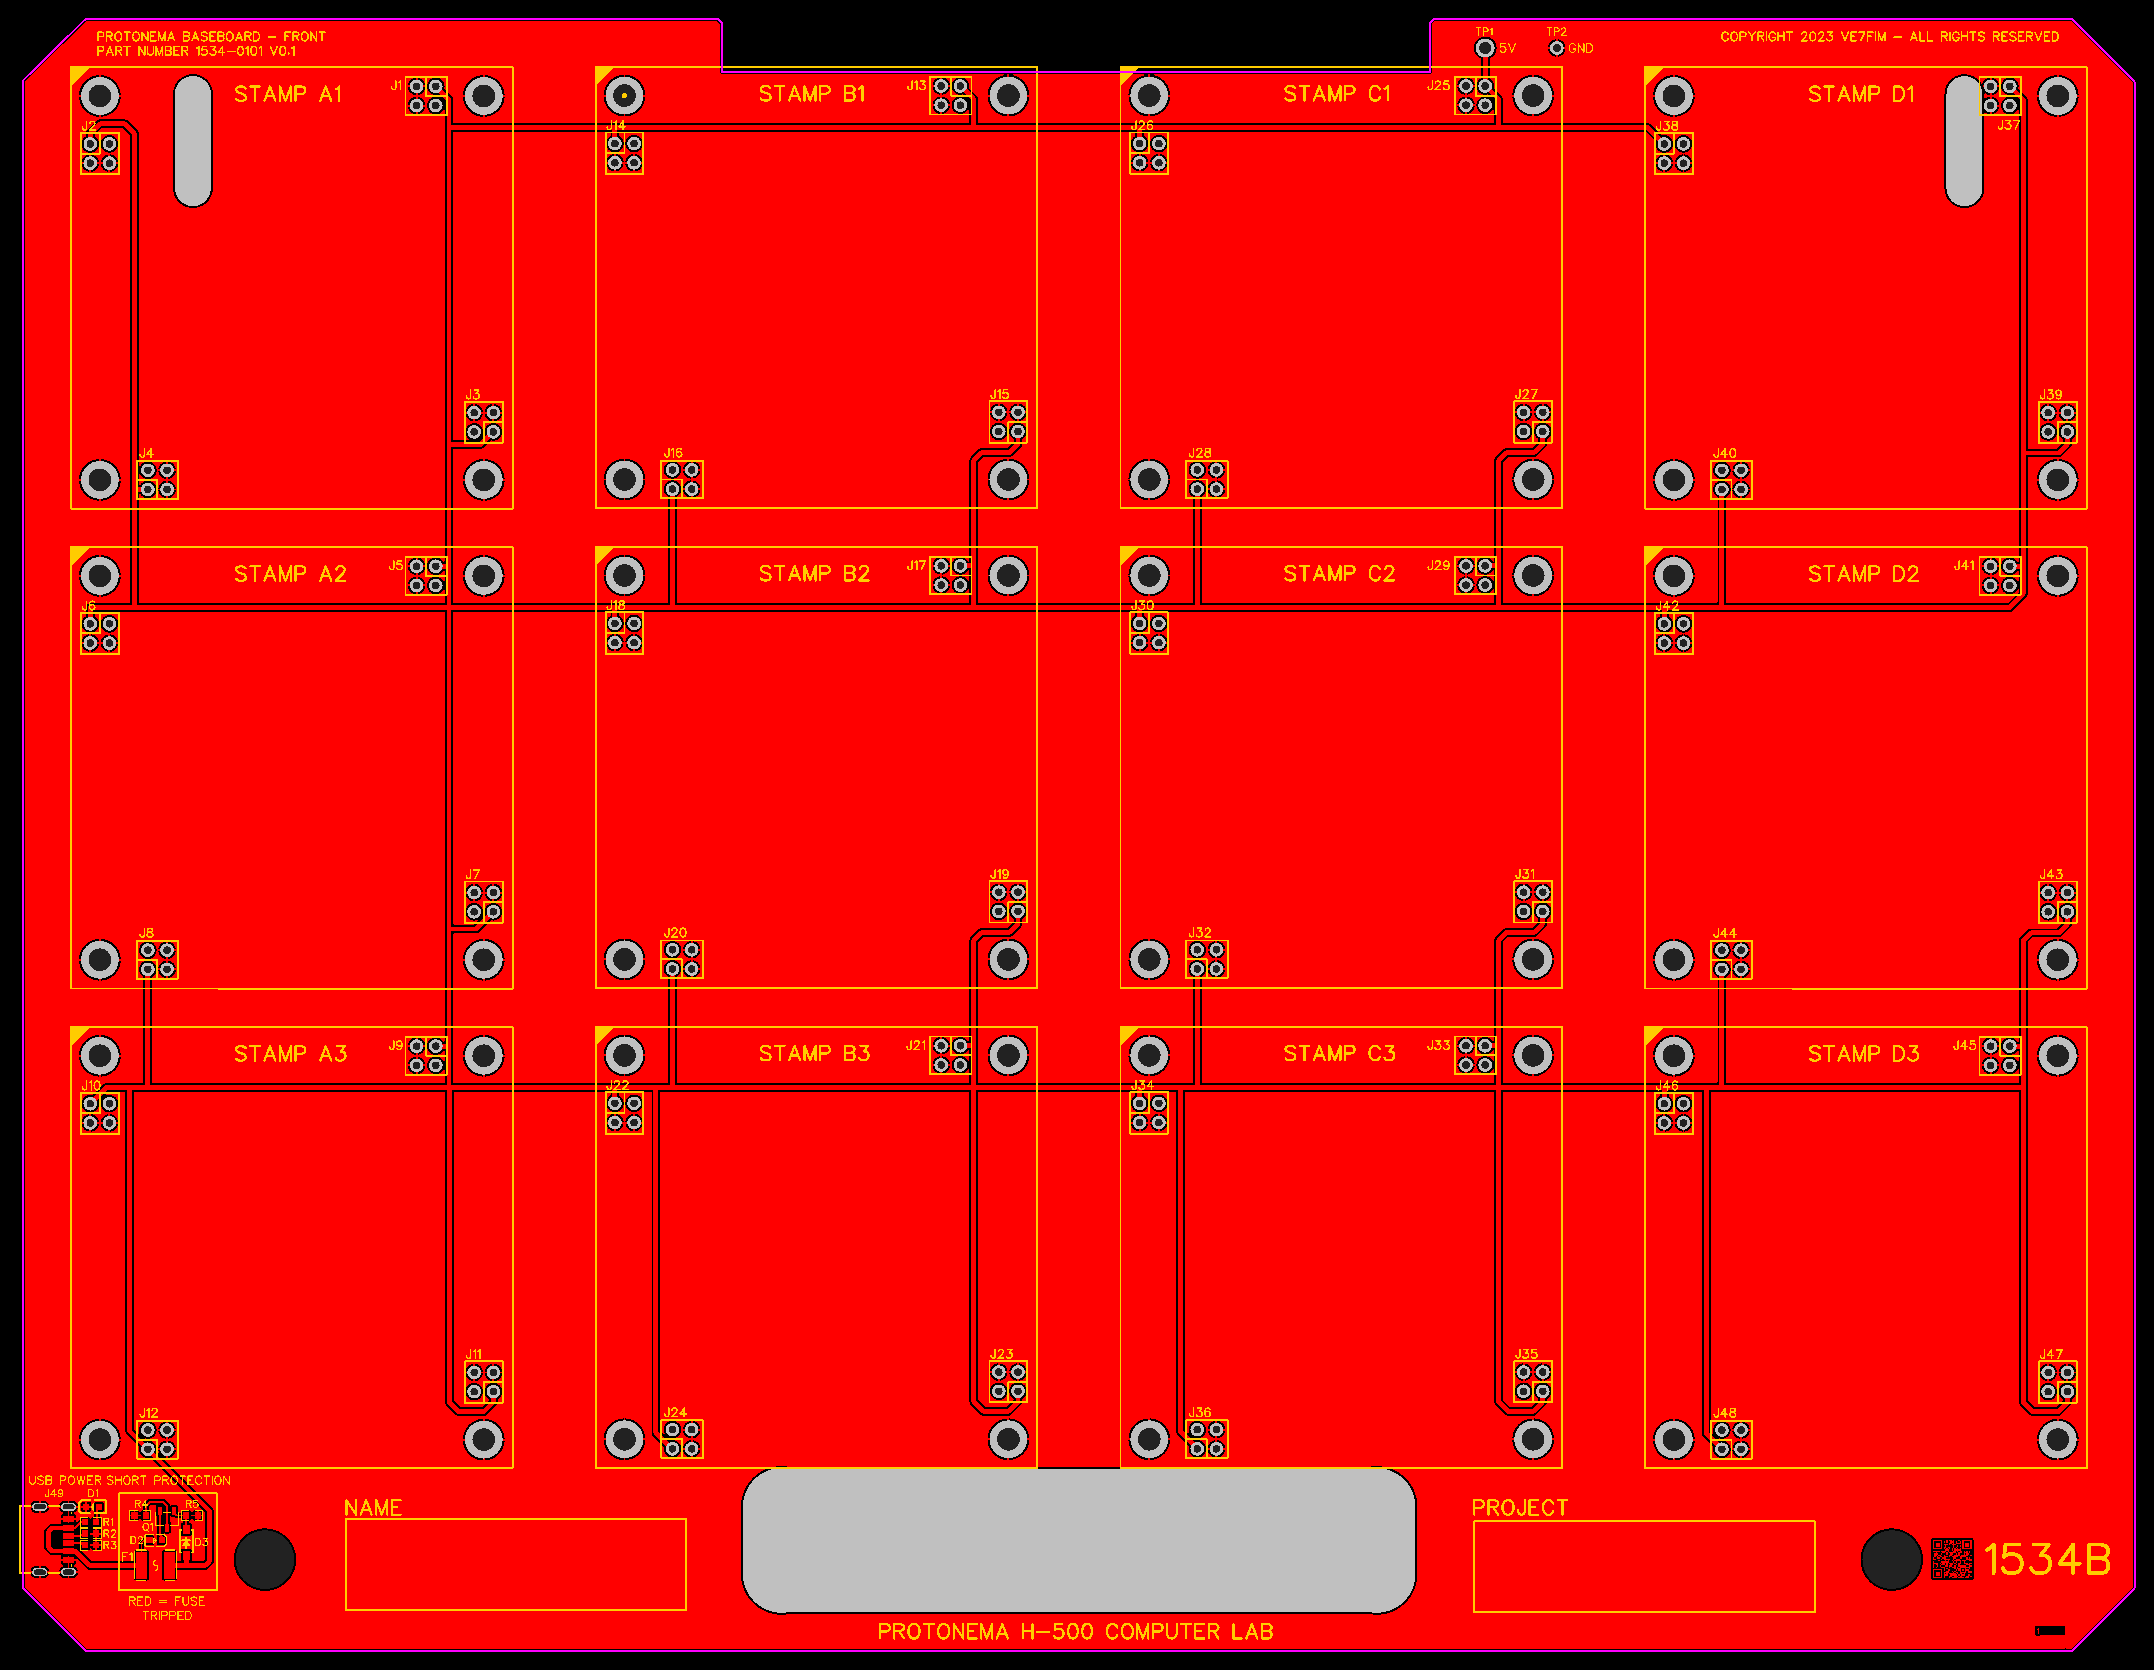 PROTONEMA BASEBOARD - FRONT
PART NUMBER 1534-0101 V0.1
TP1
5V
TP2
GND
COPYRIGHT 2023 VE7FIM - ALL RIGHTS RESERVED
STAMP A1
J1
STAMP B1
J13
STAMP C1
J25
STAMP D1
J37
J2
J14
J26
J38
J3
J15
J27
J39
J4
J16
J28
J40
STAMP A2
J5
STAMP B2
J17
STAMP C2
J29
STAMP D2
J41
J6
J18
J30
J42
J7
J19
J31
J43
J8
J20
J32
J44
STAMP A3
J9
STAMP B3
J21
STAMP C3
J33
STAMP D3
J45
J10
J22
J34
J46
J11
J23
J35
J47
J12
J24
J36
J48
USB POWER SHORT PROTECTION
J49
D1
R4
R5
R1
R2
R3
Q1
D2
D3
F1
RED = FUSE
TRIPPED
NAME
PROJECT
1534B
PROTONEMA H-500 COMPUTER LAB